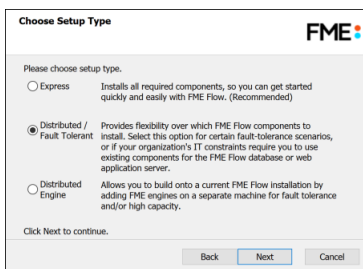 Choose Setup Type
FME
Please choose setup type.
Express
Installs all required components, so you can get started
quickly and easily with FME Flow. (Recommended)
Distributed /
Fault Tolerant
Provides flexibility over which FME Flow components to
install. Select this option for certain fault-tolerance scenarios,
or if your organization's IT constraints require you to use
existing components for the FME Flow database or web
application server.
Distributed
Engine
Allows you to build onto a current FME Flow installation by
adding FME engines on a separate machine for fault tolerance
and/or high capacity.
Click Next to continue.
Back
Next
Cancel